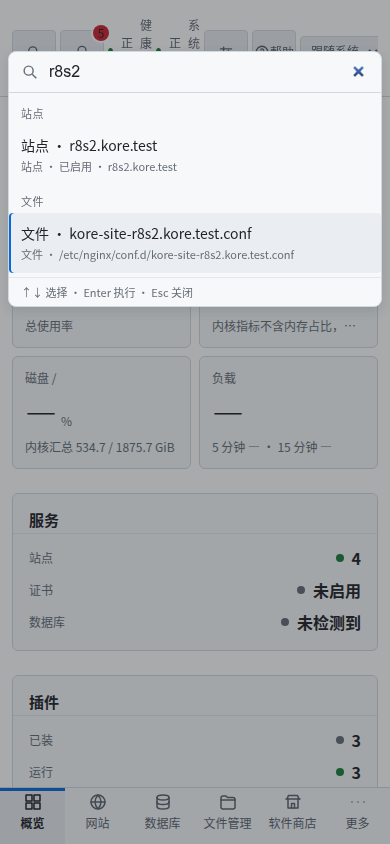 健 系
正 康 正 统
5
帮助
跟随系统
r8s2
站点
站点 · r8s2.kore.test
站点 · 已启用 · r8s2.kore.test
文件
文件 · kore-site-r8s2.kore.test.conf
文件 · /etc/nginx/conf.d/kore-site-r8s2.kore.test.conf
↑↓ 选择 · Enter 执行 · Esc 关闭
总使用率
内核指标不含内存占比，…
磁盘 /
负载
— %
—
内核汇总 534.7 / 1875.7 GiB
5 分钟 — · 15 分钟 —
服务
站点 4
证书 未启用
数据库 未检测到
插件
已装 3
运行 3
概览 网站 数据库 文件管理 软件商店 更多